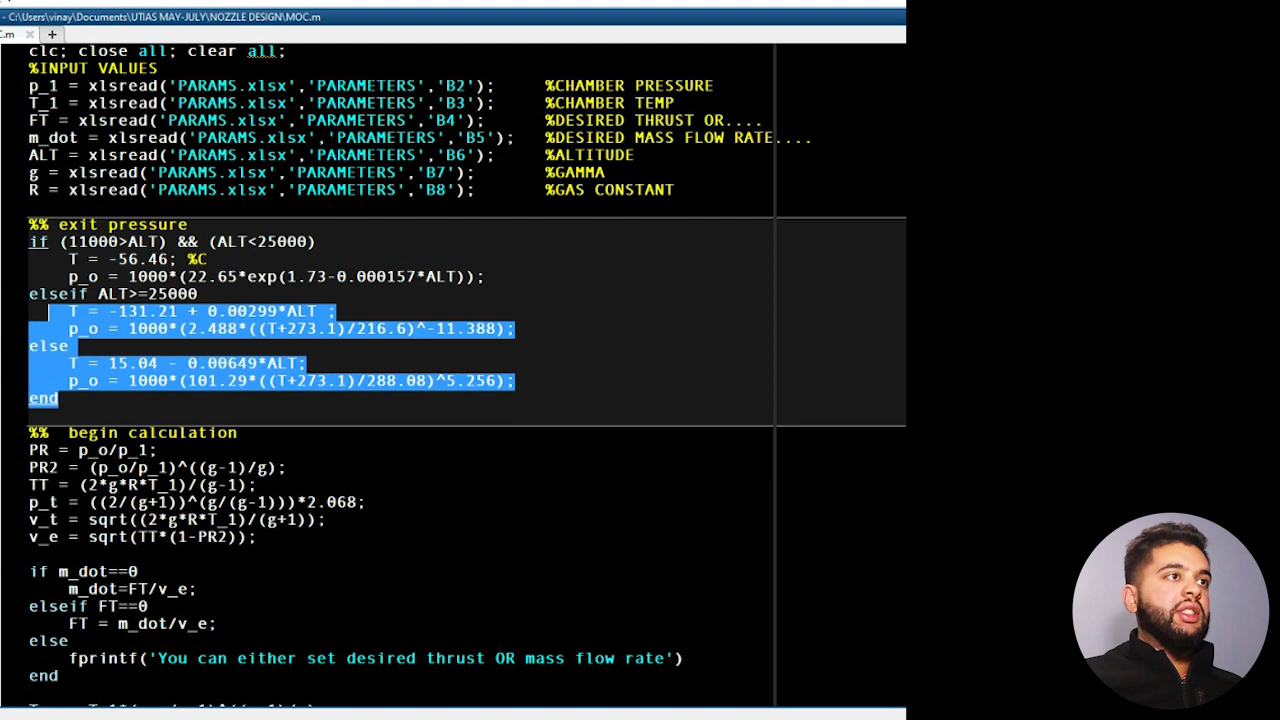 - C:\Users\vinay\Documents\UTIAS MAY-JULY\NOZZLE DESIGN\MOC.m
C.m × +
clc; close all; clear all;
%INPUT VALUES
p_1 = xlsread('PARAMS.xlsx','PARAMETERS','B2'); %CHAMBER PRESSURE
T_1 = xlsread('PARAMS.xlsx','PARAMETERS','B3'); %CHAMBER TEMP
FT = xlsread('PARAMS.xlsx','PARAMETERS','B4'); %DESIRED THRUST OR....
m_dot = xlsread('PARAMS.xlsx','PARAMETERS','B5'); %DESIRED MASS FLOW RATE....
ALT = xlsread('PARAMS.xlsx','PARAMETERS','B6'); %ALTITUDE
g = xlsread('PARAMS.xlsx','PARAMETERS','B7'); %GAMMA
R = xlsread('PARAMS.xlsx','PARAMETERS','B8'); %GAS CONSTANT
%% exit pressure
if (11000>ALT) && (ALT<25000)
T = -56.46; %C
p_o = 1000*(22.65*exp(1.73-0.000157*ALT));
elseif ALT>=25000
T = -131.21 + 0.00299*ALT ;
p_o = 1000*(2.488*((T+273.1)/216.6)^-11.388);
else
T = 15.04 - 0.00649*ALT;
p_o = 1000*(101.29*((T+273.1)/288.08)^5.256);
end
%% begin calculation
PR = p_o/p_1;
PR2 = (p_o/p_1)^((g-1)/g);
TT = (2*g*R*T_1)/(g-1);
p_t = ((2/(g+1))^(g/(g-1)))*2.068;
v_t = sqrt((2*g*R*T_1)/(g+1));
v_e = sqrt(TT*(1-PR2));
if m_dot==0
m_dot=FT/v_e;
elseif FT==0
FT = m_dot/v_e;
else
fprintf('You can either set desired thrust OR mass flow rate')
end